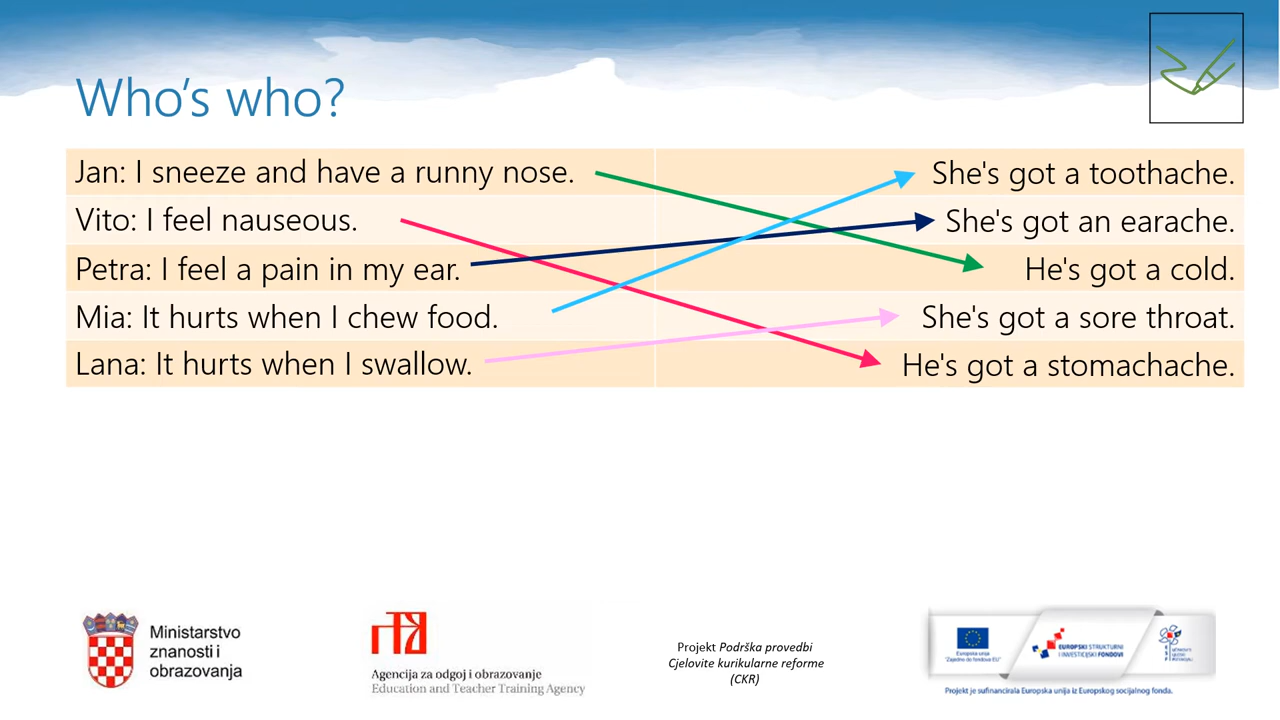 Who's who?
Jan: I sneeze and have a runny nose.
She's got a toothache.
Vito: I feel nauseous.
She's got an earache.
Petra: I feel a pain in my ear.
He's got a cold.
Mia: It hurts when I chew food.
She's got a sore throat.
Lana: It hurts when I swallow.
He's got a stomachache.
Ministarstvo
znanosti i
obrazovanja
Agencija za odgoj i obrazovanje
Education and Teacher Training Agency
Projekt Podrška provedbi
Cjelovite kurikularne reforme
(CKR)
Europska unija
"Zajedno do fondova EU"
EUROPSKI STRUKTURNI
I INVESTICIJSKI FONDOVI
Projekt je sufinancirala Europska unija iz Europskog socijalnog fonda.